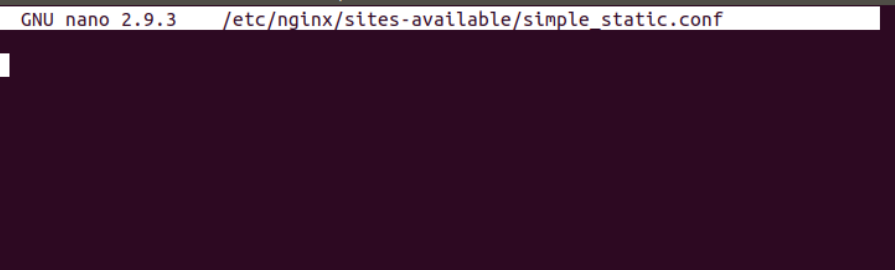 GNU nano 2.9.3 /etc/nginx/sites-available/simple_static.conf